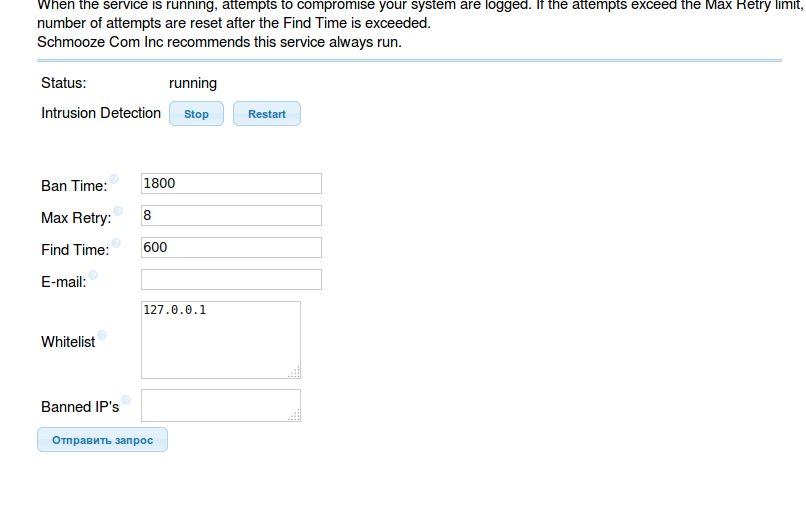 When the service is running, attempts to compromise your system are logged. If the attempts exceed the Max Retry limit,
number of attempts are reset after the Find Time is exceeded.
Schmooze Com Inc recommends this service always run.
Status: running
Intrusion Detection Stop Restart
Ban Time: 1800
Max Retry: 8
Find Time: 600
E-mail:
Whitelist 127.0.0.1
Banned IP's
Отправить запрос